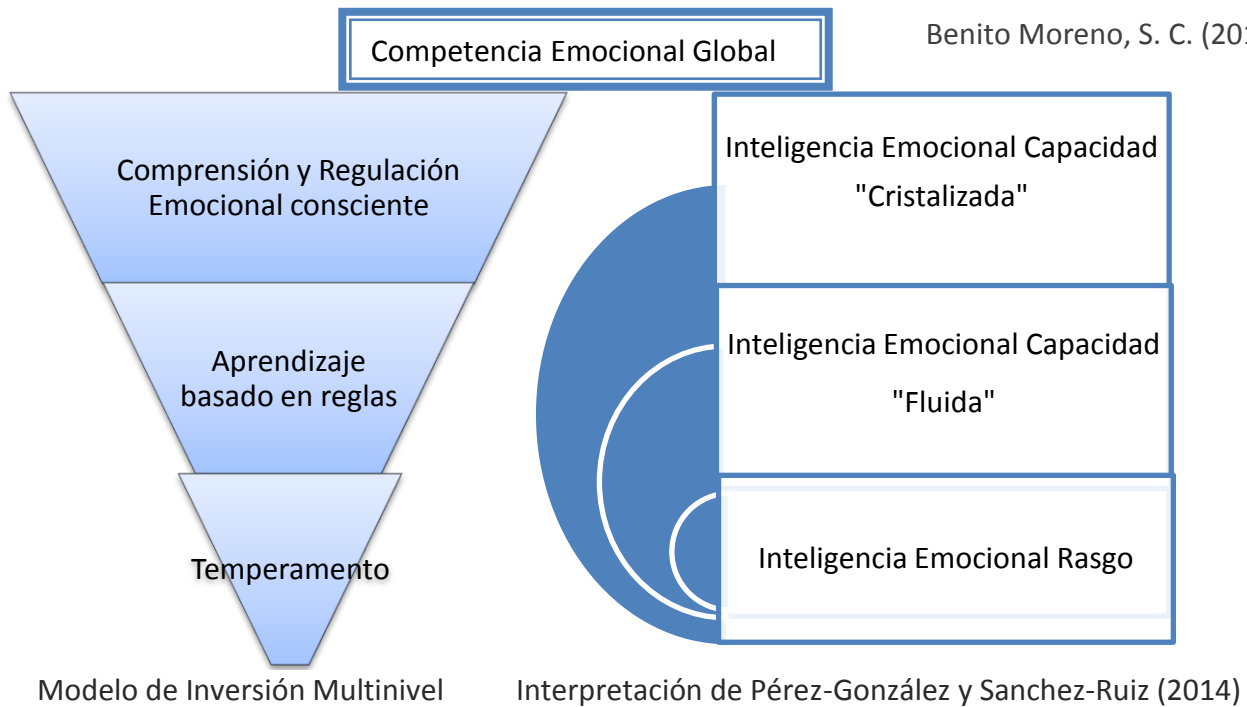 Competencia Emocional Global
Benito Moreno, S. C.
Comprensión y Regulación
Emocional consciente
Aprendizaje
basado en reglas
Temperamento
Inteligencia Emocional Capacidad
"Cristalizada"
Inteligencia Emocional Capacidad
"Fluida"
Inteligencia Emocional Rasgo
Modelo de Inversión Multinivel
Interpretación de Pérez-González y Sanchez-Ruiz (2014)